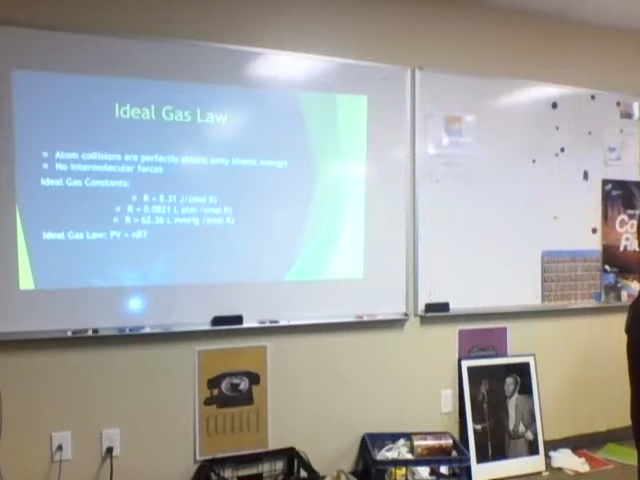 Ideal Gas Law
Atom collisions are perfectly elastic (only kinetic energy)
No intermolecular forces
Ideal Gas Constants:
R = 8.31 J/(mol K)
R = 0.0821 L atm /(mol K)
R = 62.36 L mmHg /(mol K)
Ideal Gas Law: PV = nRT